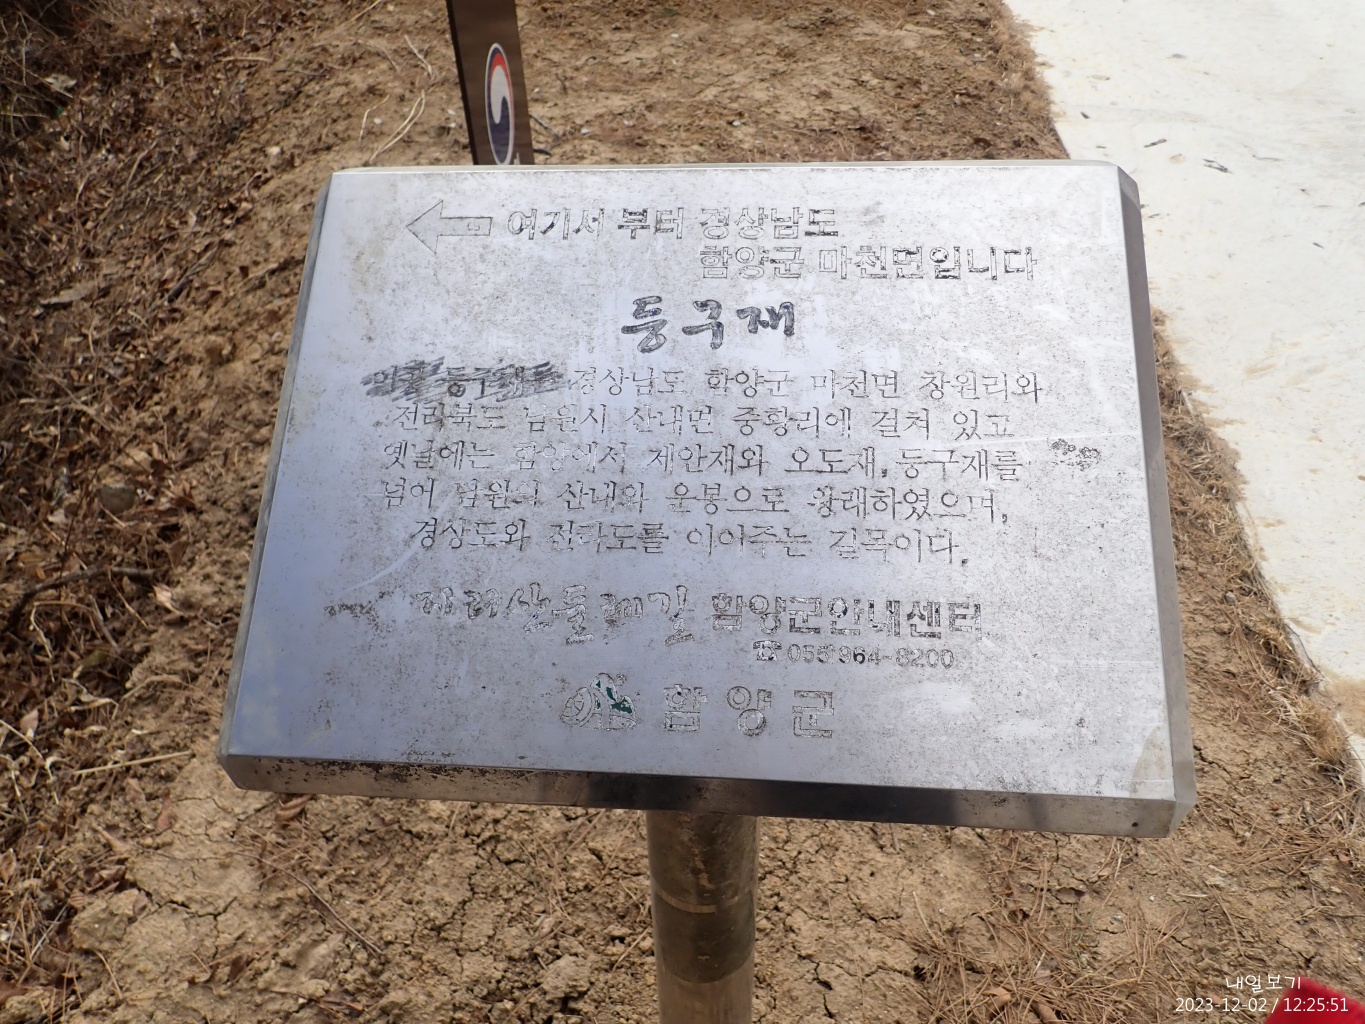 여기서 부터 경상남도
함양군 마천면입니다
등구재
등구재는 경상남도 함양군 마천면 창원리와
전라북도 남원시 산내면 중황리에 걸쳐 있고
옛날에는 함양에서 제안재와 오도재, 등구재를
넘어 남원의 산내와 운봉으로 왕래하였으며,
경상도와 전라도를 이어주는 길목이다.
지리산둘레길 함양군안내센터
☎ 055 964-8200
함양군
내일보기
2023-12-02 / 12:25:51